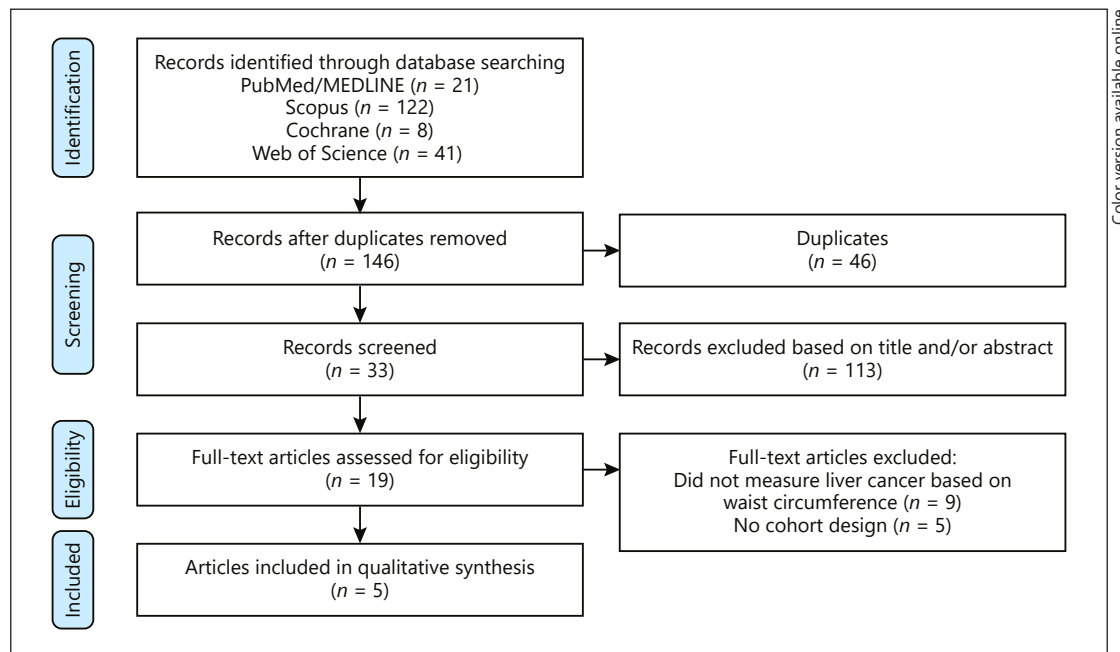 Identification
Records identified through database searching
PubMed/MEDLINE (n = 21)
Scopus (n = 122)
Cochrane (n = 8)
Web of Science (n = 41)
Screening
Records after duplicates removed
(n = 146)
Duplicates
(n = 46)
Records screened
(n = 33)
Records excluded based on title and/or abstract
(n = 113)
Eligibility
Full-text articles assessed for eligibility
(n = 19)
Full-text articles excluded:
Did not measure liver cancer based on
waist circumference (n = 9)
No cohort design (n = 5)
Included
Articles included in qualitative synthesis
(n = 5)
Color version available online